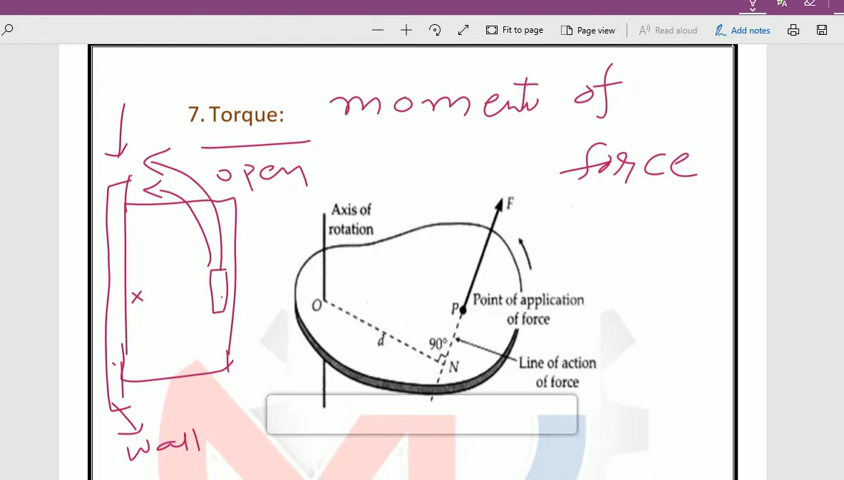 Fit to page
Page view
Read aloud
Add notes
7. Torque: moment of
force
open
Axis of
rotation
F
x
O
P
Point of application
of force
d
90°
N
Line of action
of force
wall